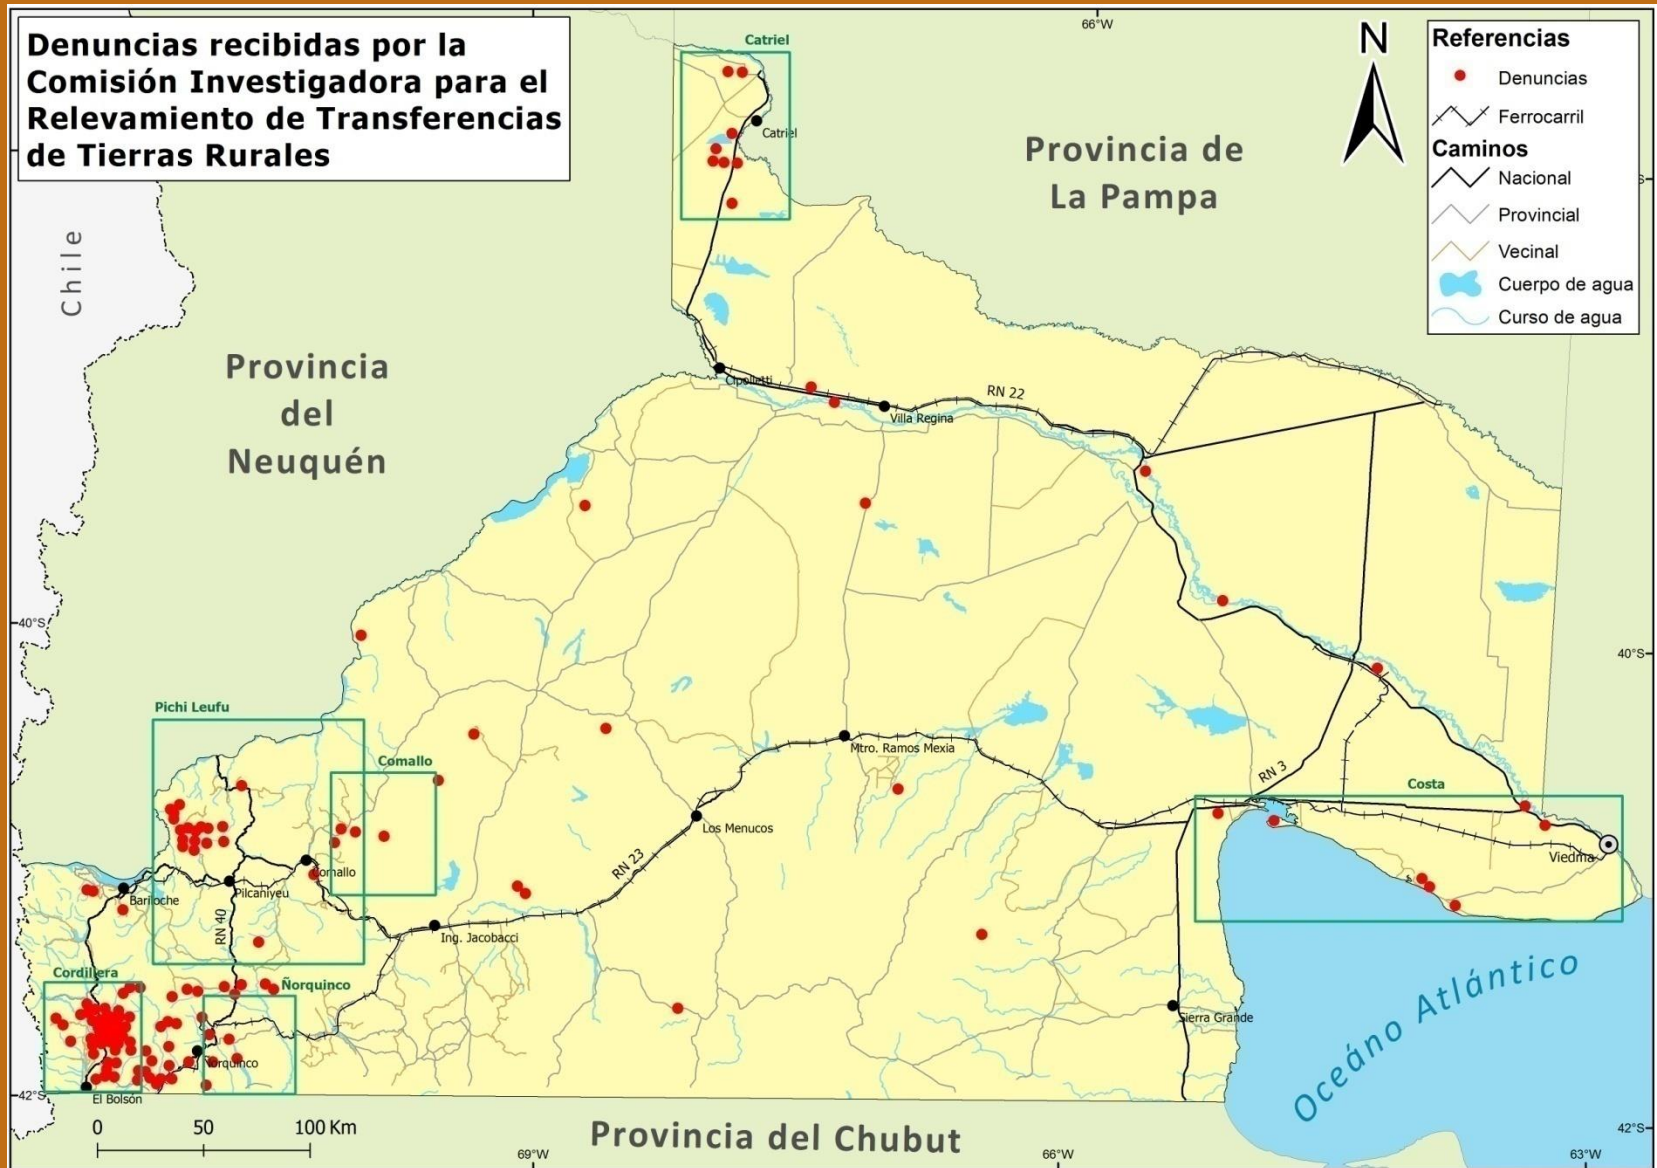 Denuncias recibidas por la
Comisión Investigadora para el
Relevamiento de Transferencias
de Tierras Rurales
66°W
N
Referencias
Denuncias
Ferrocarril
Caminos
Nacional
Provincial
Vecinal
Cuerpo de agua
Curso de agua
Catriel
Catriel
Provincia de
La Pampa
Chile
Provincia
del
Neuquén
Cipolletti
RN 22
Villa Regina
40°S
40°S
Pichi Leufu
Comallo
Mtro. Ramos Mexia
RN 3
Costa
Los Menucos
RN 23
Viedma
Comallo
Pilcaniyeu
Bariloche
RN 40
Ing. Jacobacci
Cordillera
Ñorquinco
Sierra Grande
Ñorquinco
El Bolsón
42°S
42°S
Oceáno Atlántico
0 50 100 Km
Provincia del Chubut
69°W
66°W
63°W